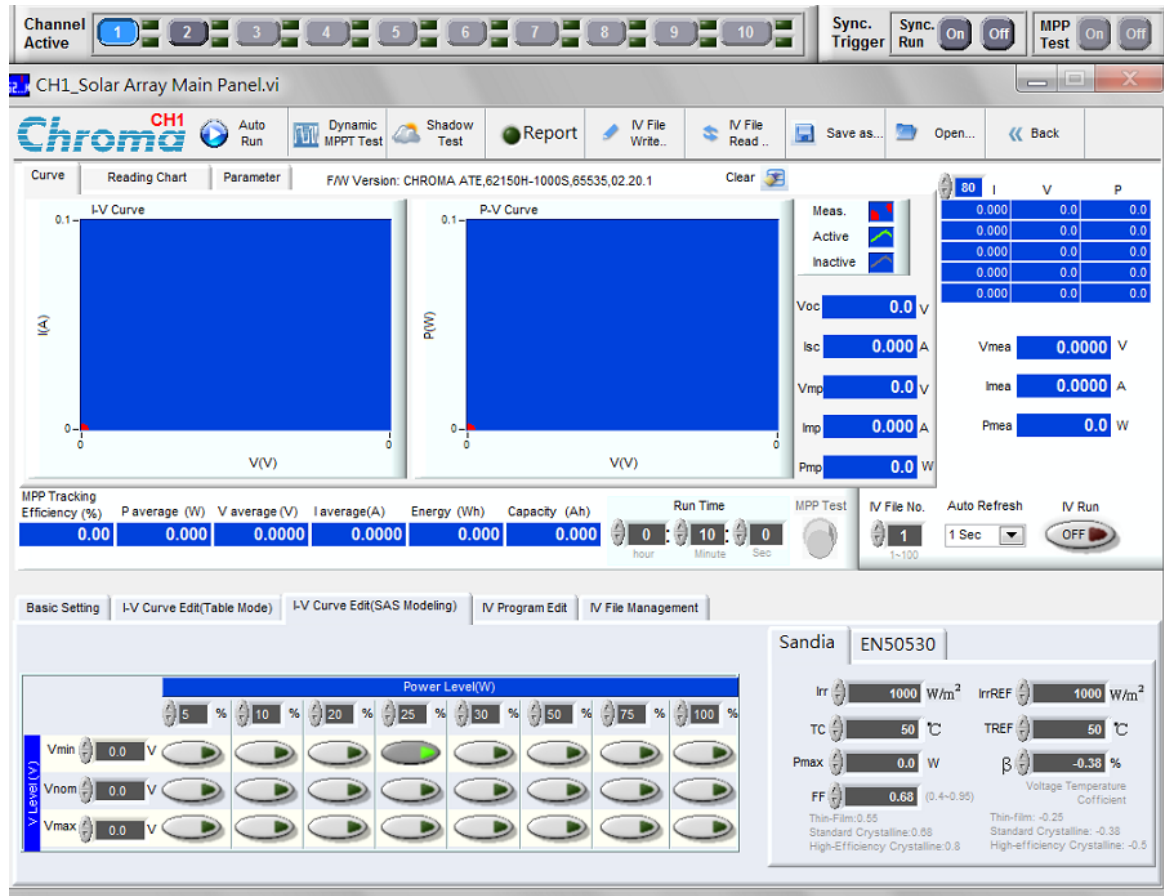 Channel Active 1 2 3 4 5 6 7 8 9 10 Sync. Trigger Sync. Run On Off MPP Test On Off
CH1_Solar Array Main Panel.vi
Chroma CH1 Auto Run Dynamic MPPT Test Shadow Test Report IV File Write.. IV File Read .. Save as... Open... Back
Curve Reading Chart Parameter F/W Version: CHROMA ATE,62150H-1000S,65535,02.20.1 Clear
I-V Curve
0.1
I(A)
0
0 0
V(V)
P-V Curve
0.1
P(W)
0
0 0
V(V)
Meas.
Active
Inactive
Voc 0.0 V
Isc 0.000 A
Vmp 0.0 V
Imp 0.000 A
Pmp 0.0 W
80 I V P
0.000 0.0 0.0
0.000 0.0 0.0
0.000 0.0 0.0
0.000 0.0 0.0
0.000 0.0 0.0
Vmea 0.0000 V
Imea 0.0000 A
Pmea 0.0 W
MPP Tracking
Efficiency (%) P average (W) V average (V) I average(A) Energy (Wh) Capacity (Ah)
0.00 0.000 0.0000 0.0000 0.000 0.000
Run Time
0 : 10 : 0
hour Minute Sec
MPP Test
IV File No. Auto Refresh IV Run
1 1 Sec OFF
1~100
Basic Setting I-V Curve Edit(Table Mode) I-V Curve Edit(SAS Modeling) IV Program Edit IV File Management
Power Level(W)
5 % 10 % 20 % 25 % 30 % 50 % 75 % 100 %
V Level (V)
Vmin 0.0 V
Vnom 0.0 V
Vmax 0.0 V
Sandia EN50530
Irr 1000 W/m² IrrREF 1000 W/m²
TC 50 ℃ TREF 50 ℃
Pmax 0.0 W β -0.38 %
FF 0.68 (0.4~0.95) Voltage Temperature
Cofficient
Thin-Film:0.55
Standard Crystalline:0.68
High-Efficiency Crystalline:0.8
Thin-film: -0.25
Standard Crystalline: -0.38
High-efficiency Crystalline: -0.5